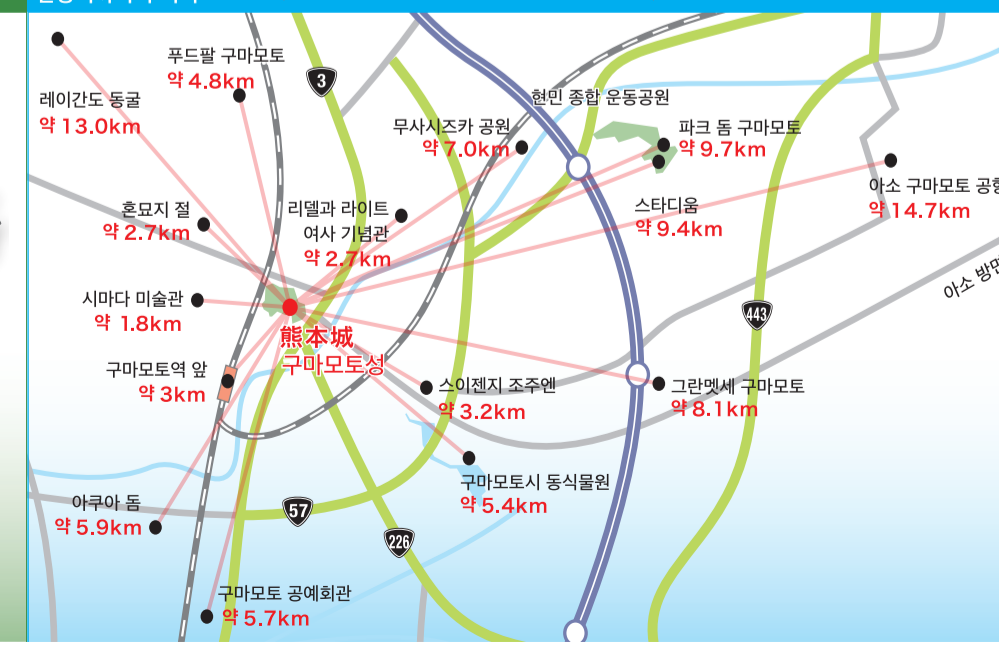 푸드팔 구마모토
약 4.8km
3
레이간도 동굴
약 13.0km
현민 종합 운동공원
무사시즈카 공원
약 7.0km
파크 돔 구마모토
약 9.7km
스타디움
약 9.4km
아소 구마모토 공항
약 14.7km
혼묘지 절
약 2.7km
리델과 라이트
여사 기념관
약 2.7km
아소 방면
시마다 미술관
약 1.8km
443
熊本城
구마모토성
구마모토역 앞
약 3km
스이젠지 조주엔
약 3.2km
그란멧세 구마모토
약 8.1km
구마모토시 동식물원
약 5.4km
아쿠아 돔
약 5.9km
57
226
구마모토 공예회관
약 5.7km